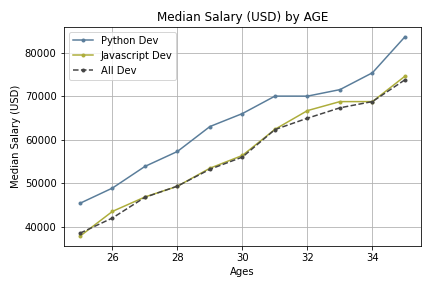 Median Salary (USD) by AGE
Python Dev
Javascript Dev
All Dev
Median Salary (USD)
80000
70000
60000
50000
40000
26
28
30
32
34
Ages